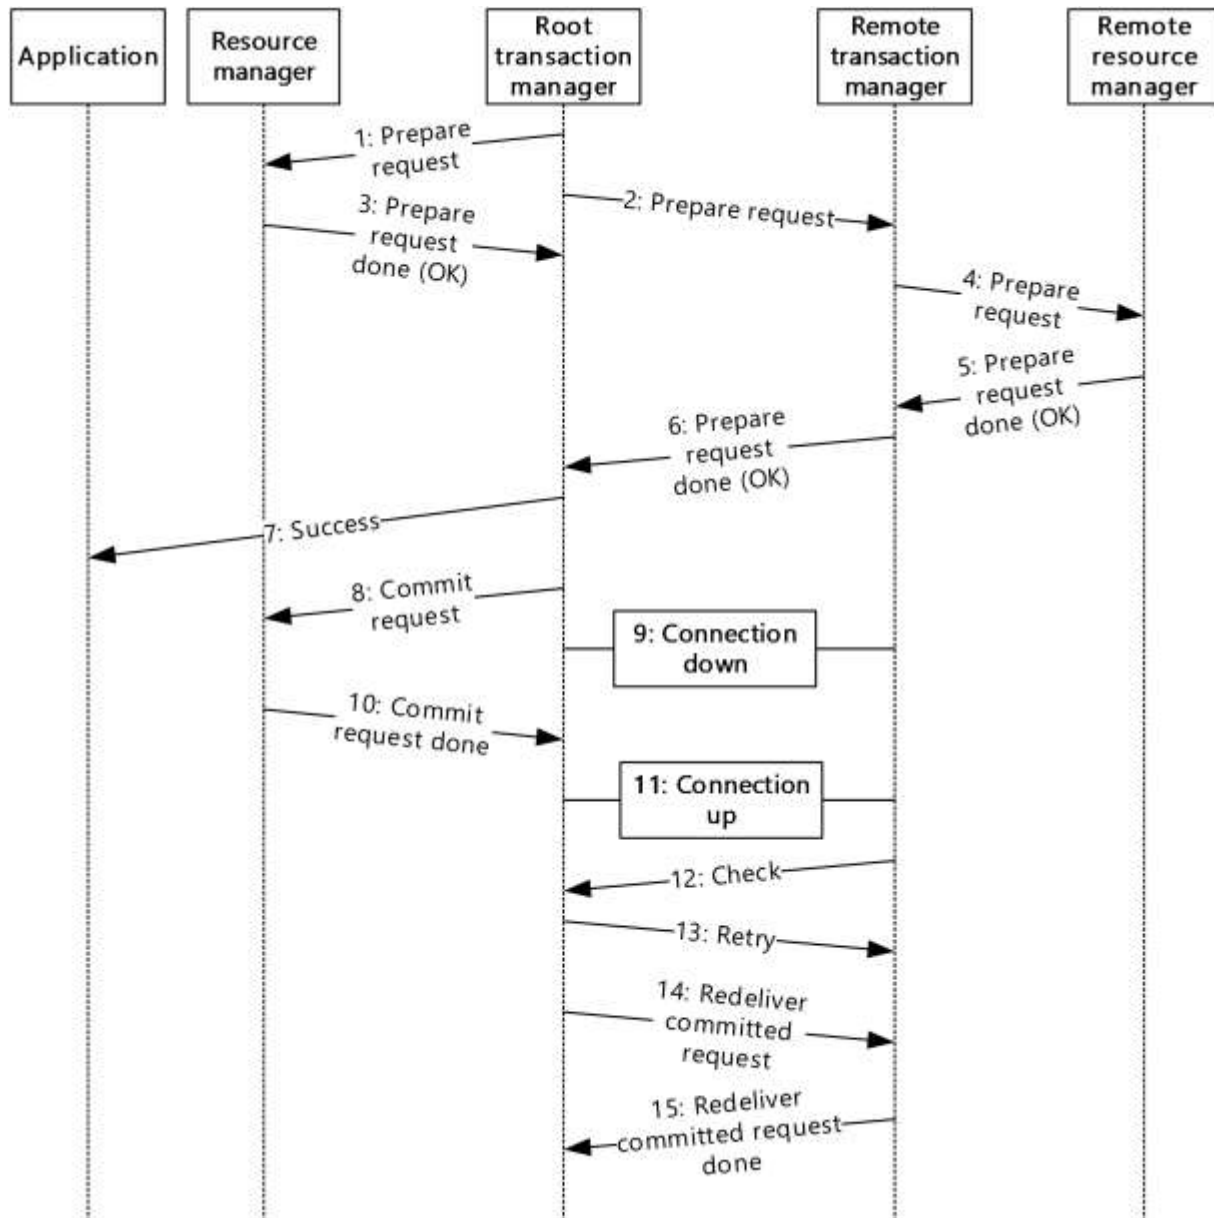 Application
Resource
manager
Root
transaction
manager
Remote
transaction
manager
Remote
resource
manager
1: Prepare
request
2: Prepare request
3: Prepare
request
done (OK)
4: Prepare
request
5: Prepare
request
done (OK)
6: Prepare
request
done (OK)
7: Success
8: Commit
request
9: Connection
down
10: Commit
request done
11: Connection
up
12: Check
13: Retry
14: Redeliver
committed
request
15: Redeliver
committed request
done